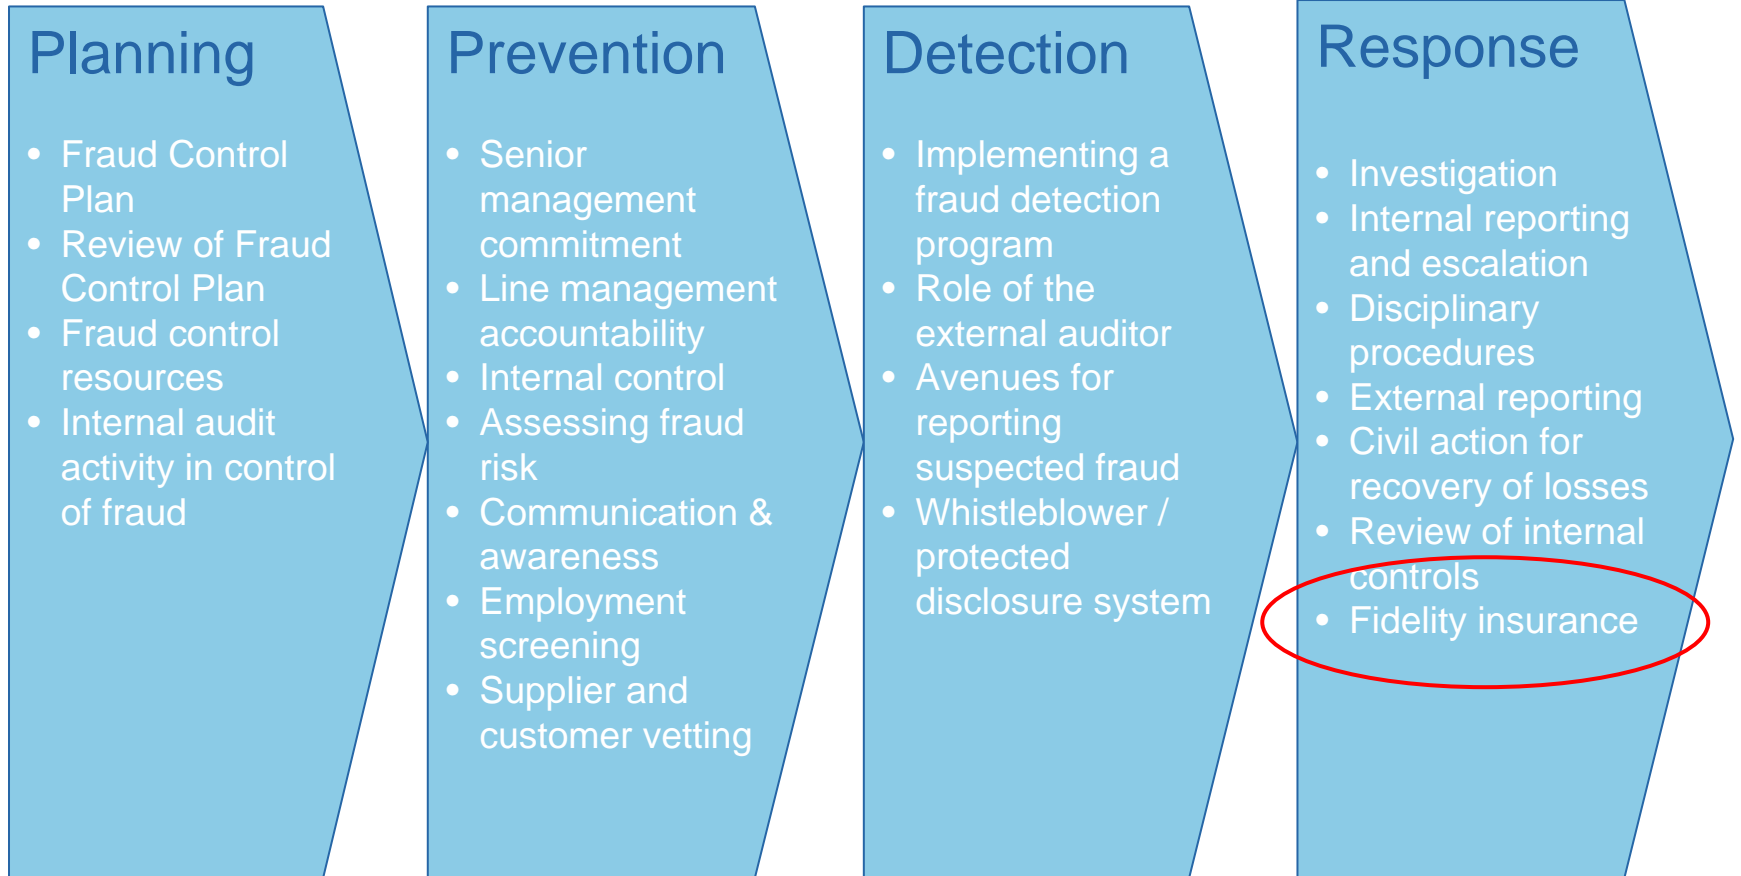 Planning
• Fraud Control
Plan
• Review of Fraud
Control Plan
• Fraud control
resources
• Internal audit
activity in control
of fraud
Prevention
• Senior
management
commitment
• Line management
accountability
• Internal control
• Assessing fraud
risk
• Communication &
awareness
• Employment
screening
• Supplier and
customer vetting
Detection
• Implementing a
fraud detection
program
• Role of the
external auditor
• Avenues for
reporting
suspected fraud
• Whistleblower /
protected
disclosure system
Response
• Investigation
• Internal reporting
and escalation
• Disciplinary
procedures
• External reporting
• Civil action for
recovery of losses
• Review of internal
controls
• Fidelity insurance